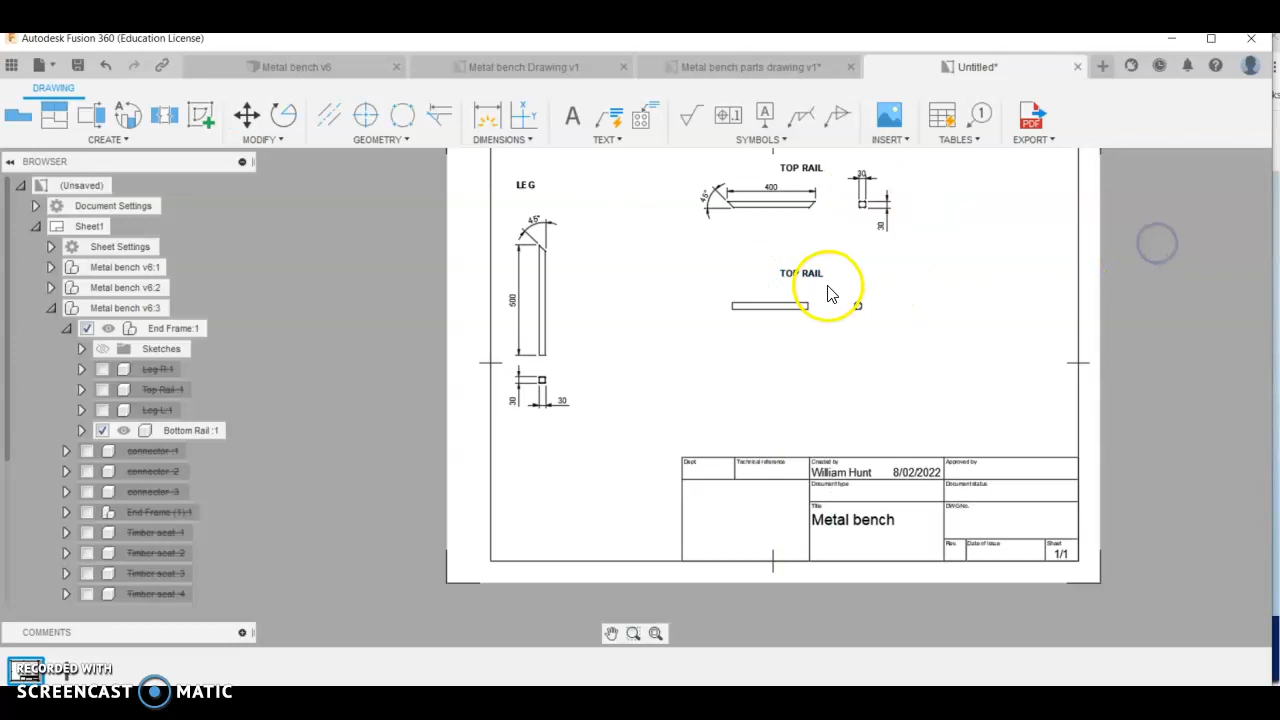 Autodesk Fusion 360 (Education License)
Metal bench v6
Metal bench Drawing v1
Metal bench parts drawing v1*
Untitled*
DRAWING
CREATE
MODIFY
GEOMETRY
DIMENSIONS
TEXT
SYMBOLS
INSERT
TABLES
EXPORT
PDF
BROWSER
(Unsaved)
Document Settings
Sheet1
Sheet Settings
Metal bench v6:1
Metal bench v6:2
Metal bench v6:3
End Frame:1
Sketches
Leg R:1
Top Rail :1
Leg L:1
Bottom Rail :1
connector :1
connector :2
connector :3
End Frame (1):1
Timber seat :1
Timber seat :2
Timber seat :3
Timber seat :4
COMMENTS
LEG
45°
500
30
30
TOP RAIL
45°
400
30
30
TOP RAIL
Dept.
Technical reference
Created by
Approved by
William Hunt 8/02/2022
Document type
Document status
Title
DWG No.
Metal bench
Rev.
Date of issue
Sheet
1/1
RECORDED WITH
SCREENCAST MATIC